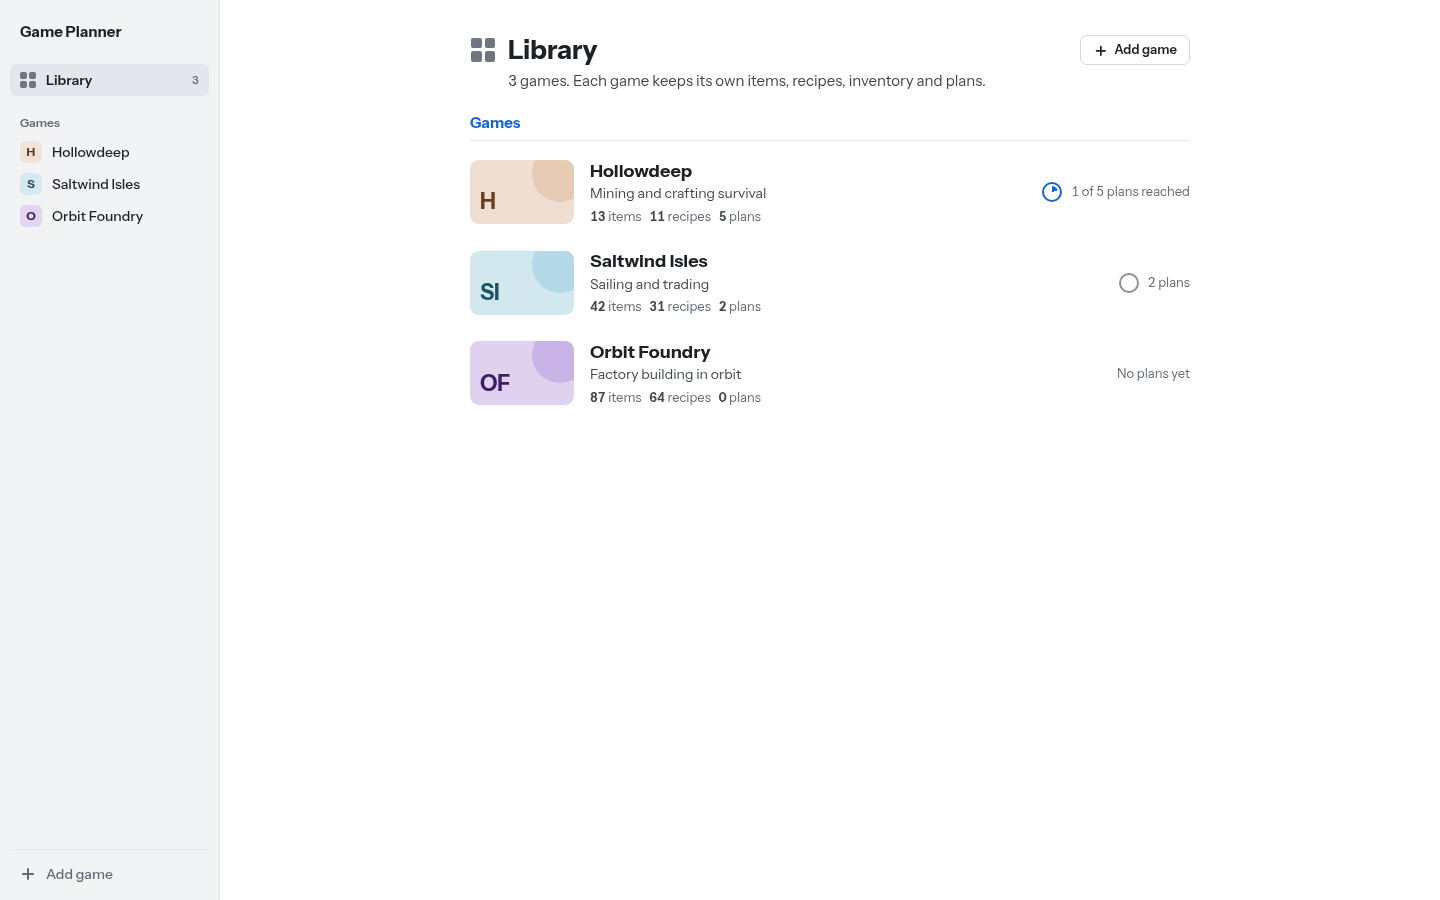 Game Planner
Library 3
Games
H Hollowdeep
S Saltwind Isles
O Orbit Foundry
Add game
Library
Add game
3 games. Each game keeps its own items, recipes, inventory and plans.
Games
H
Hollowdeep
Mining and crafting survival
13 items 11 recipes 5 plans
1 of 5 plans reached
SI
Saltwind Isles
Sailing and trading
42 items 31 recipes 2 plans
2 plans
OF
Orbit Foundry
Factory building in orbit
87 items 64 recipes 0 plans
No plans yet